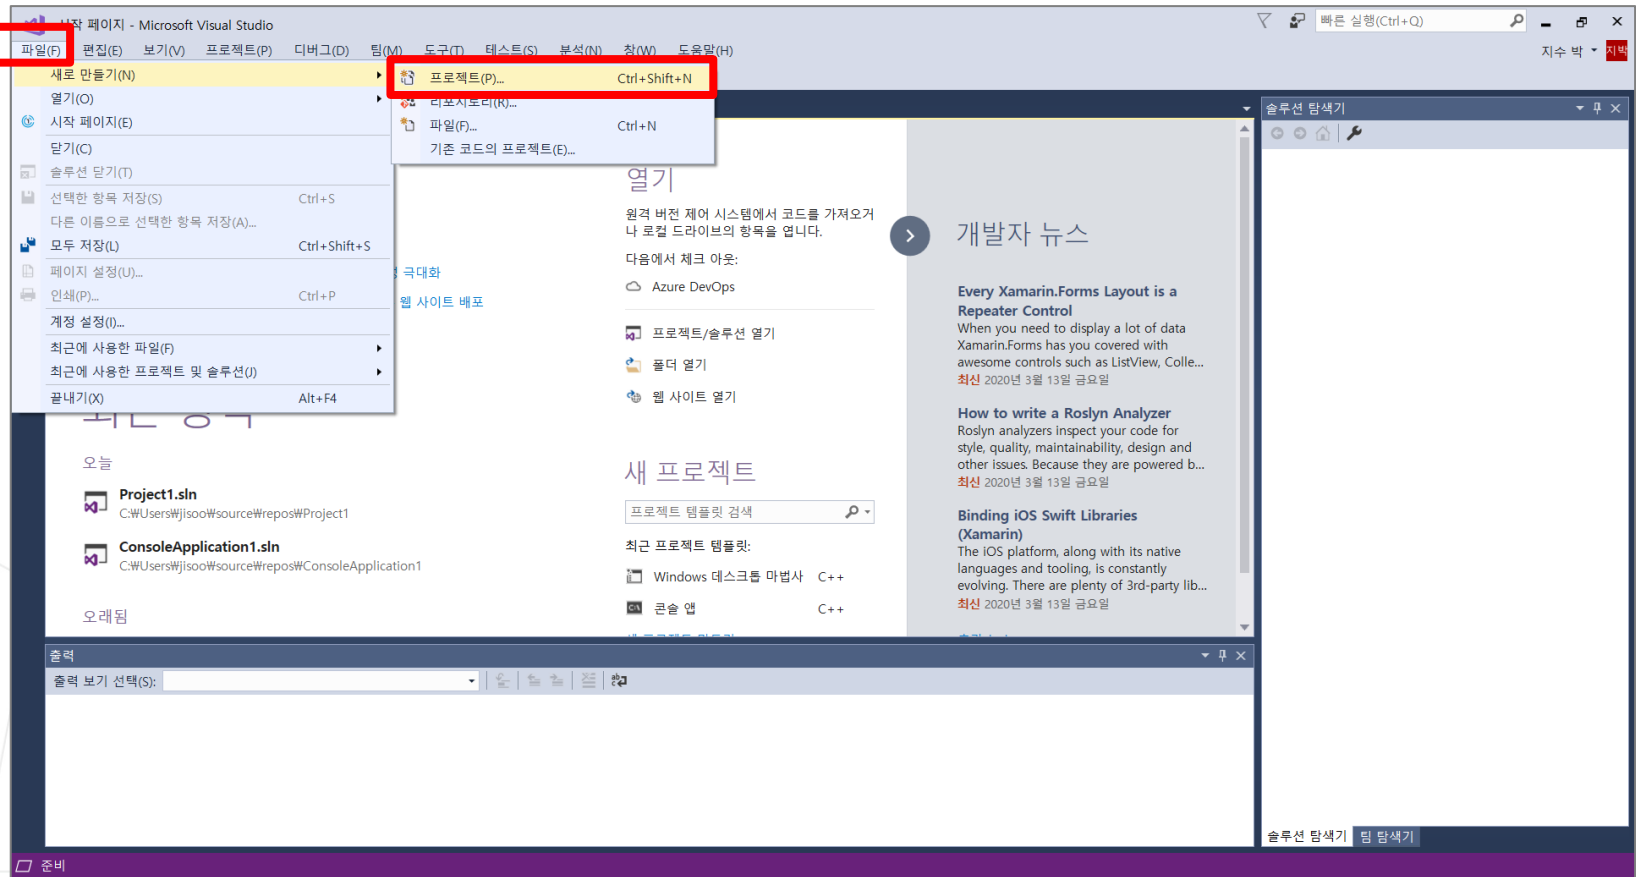 시작 페이지 - Microsoft Visual Studio
빠른 실행(Ctrl+Q)
파일(F) 편집(E) 보기(V) 프로젝트(P) 디버그(D) 팀(M) 도구(T) 테스트(S) 분석(N) 창(W) 도움말(H)
지수 박
지박
새로 만들기(N)
열기(O)
시작 페이지(E)
닫기(C)
솔루션 닫기(T)
선택한 항목 저장(S) Ctrl+S
다른 이름으로 선택한 항목 저장(A)...
모두 저장(L) Ctrl+Shift+S
페이지 설정(U)...
인쇄(P)... Ctrl+P
계정 설정(I)...
최근에 사용한 파일(F)
최근에 사용한 프로젝트 및 솔루션(J)
끝내기(X) Alt+F4
프로젝트(P)... Ctrl+Shift+N
리포지토리(R)...
파일(F)... Ctrl+N
기존 코드의 프로젝트(E)...
극대화
웹 사이트 배포
최근 항목
오늘
Project1.sln
C:₩Users₩jisoo₩source₩repos₩Project1
ConsoleApplication1.sln
C:₩Users₩jisoo₩source₩repos₩ConsoleApplication1
오래됨
열기
원격 버전 제어 시스템에서 코드를 가져오거
나 로컬 드라이브의 항목을 엽니다.
다음에서 체크 아웃:
Azure DevOps
프로젝트/솔루션 열기
폴더 열기
웹 사이트 열기
새 프로젝트
프로젝트 템플릿 검색
최근 프로젝트 템플릿:
Windows 데스크톱 마법사 C++
콘솔 앱 C++
개발자 뉴스
Every Xamarin.Forms Layout is a
Repeater Control
When you need to display a lot of data
Xamarin.Forms has you covered with
awesome controls such as ListView, Colle...
최신 2020년 3월 13일 금요일
How to write a Roslyn Analyzer
Roslyn analyzers inspect your code for
style, quality, maintainability, design and
other issues. Because they are powered b...
최신 2020년 3월 13일 금요일
Binding iOS Swift Libraries
(Xamarin)
The iOS platform, along with its native
languages and tooling, is constantly
evolving. There are plenty of 3rd-party lib...
최신 2020년 3월 13일 금요일
솔루션 탐색기
출력
출력 보기 선택(S):
솔루션 탐색기 팀 탐색기
준비